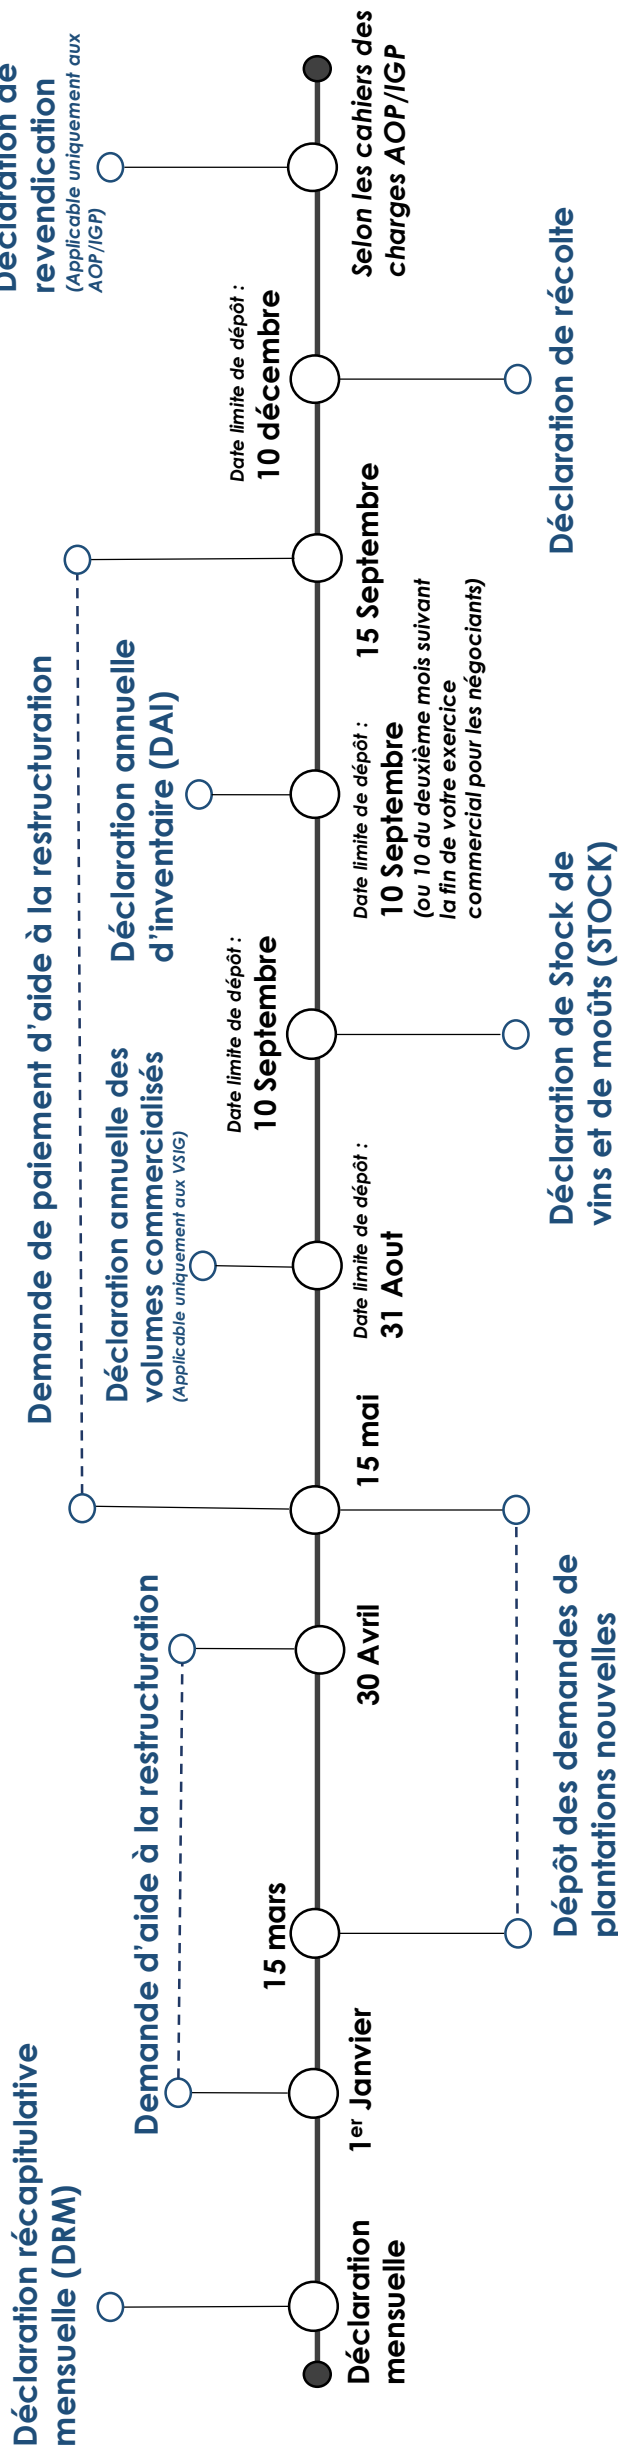 Déclaration récapitulative
mensuelle (DRM)
Déclaration
mensuelle
Demande d'aide à la restructuration
1er Janvier
15 mars
Dépôt des demandes de
plantations nouvelles
30 Avril
15 mai
Demande de paiement d'aide à la restructuration
Déclaration annuelle des
volumes commercialisés
(Applicable uniquement aux VSIG)
Date limite de dépôt :
31 Aout
Date limite de dépôt :
10 Septembre
Déclaration de Stock de
vins et de moûts (STOCK)
Déclaration annuelle
d'inventaire (DAI)
Date limite de dépôt :
10 Septembre
(ou 10 du deuxième mois suivant
la fin de votre exercice
commercial pour les négociants)
15 Septembre
Date limite de dépôt :
10 décembre
Déclaration de récolte
Déclaration de
revendication
(Applicable uniquement aux
AOP/IGP)
Selon les cahiers des
charges AOP/IGP